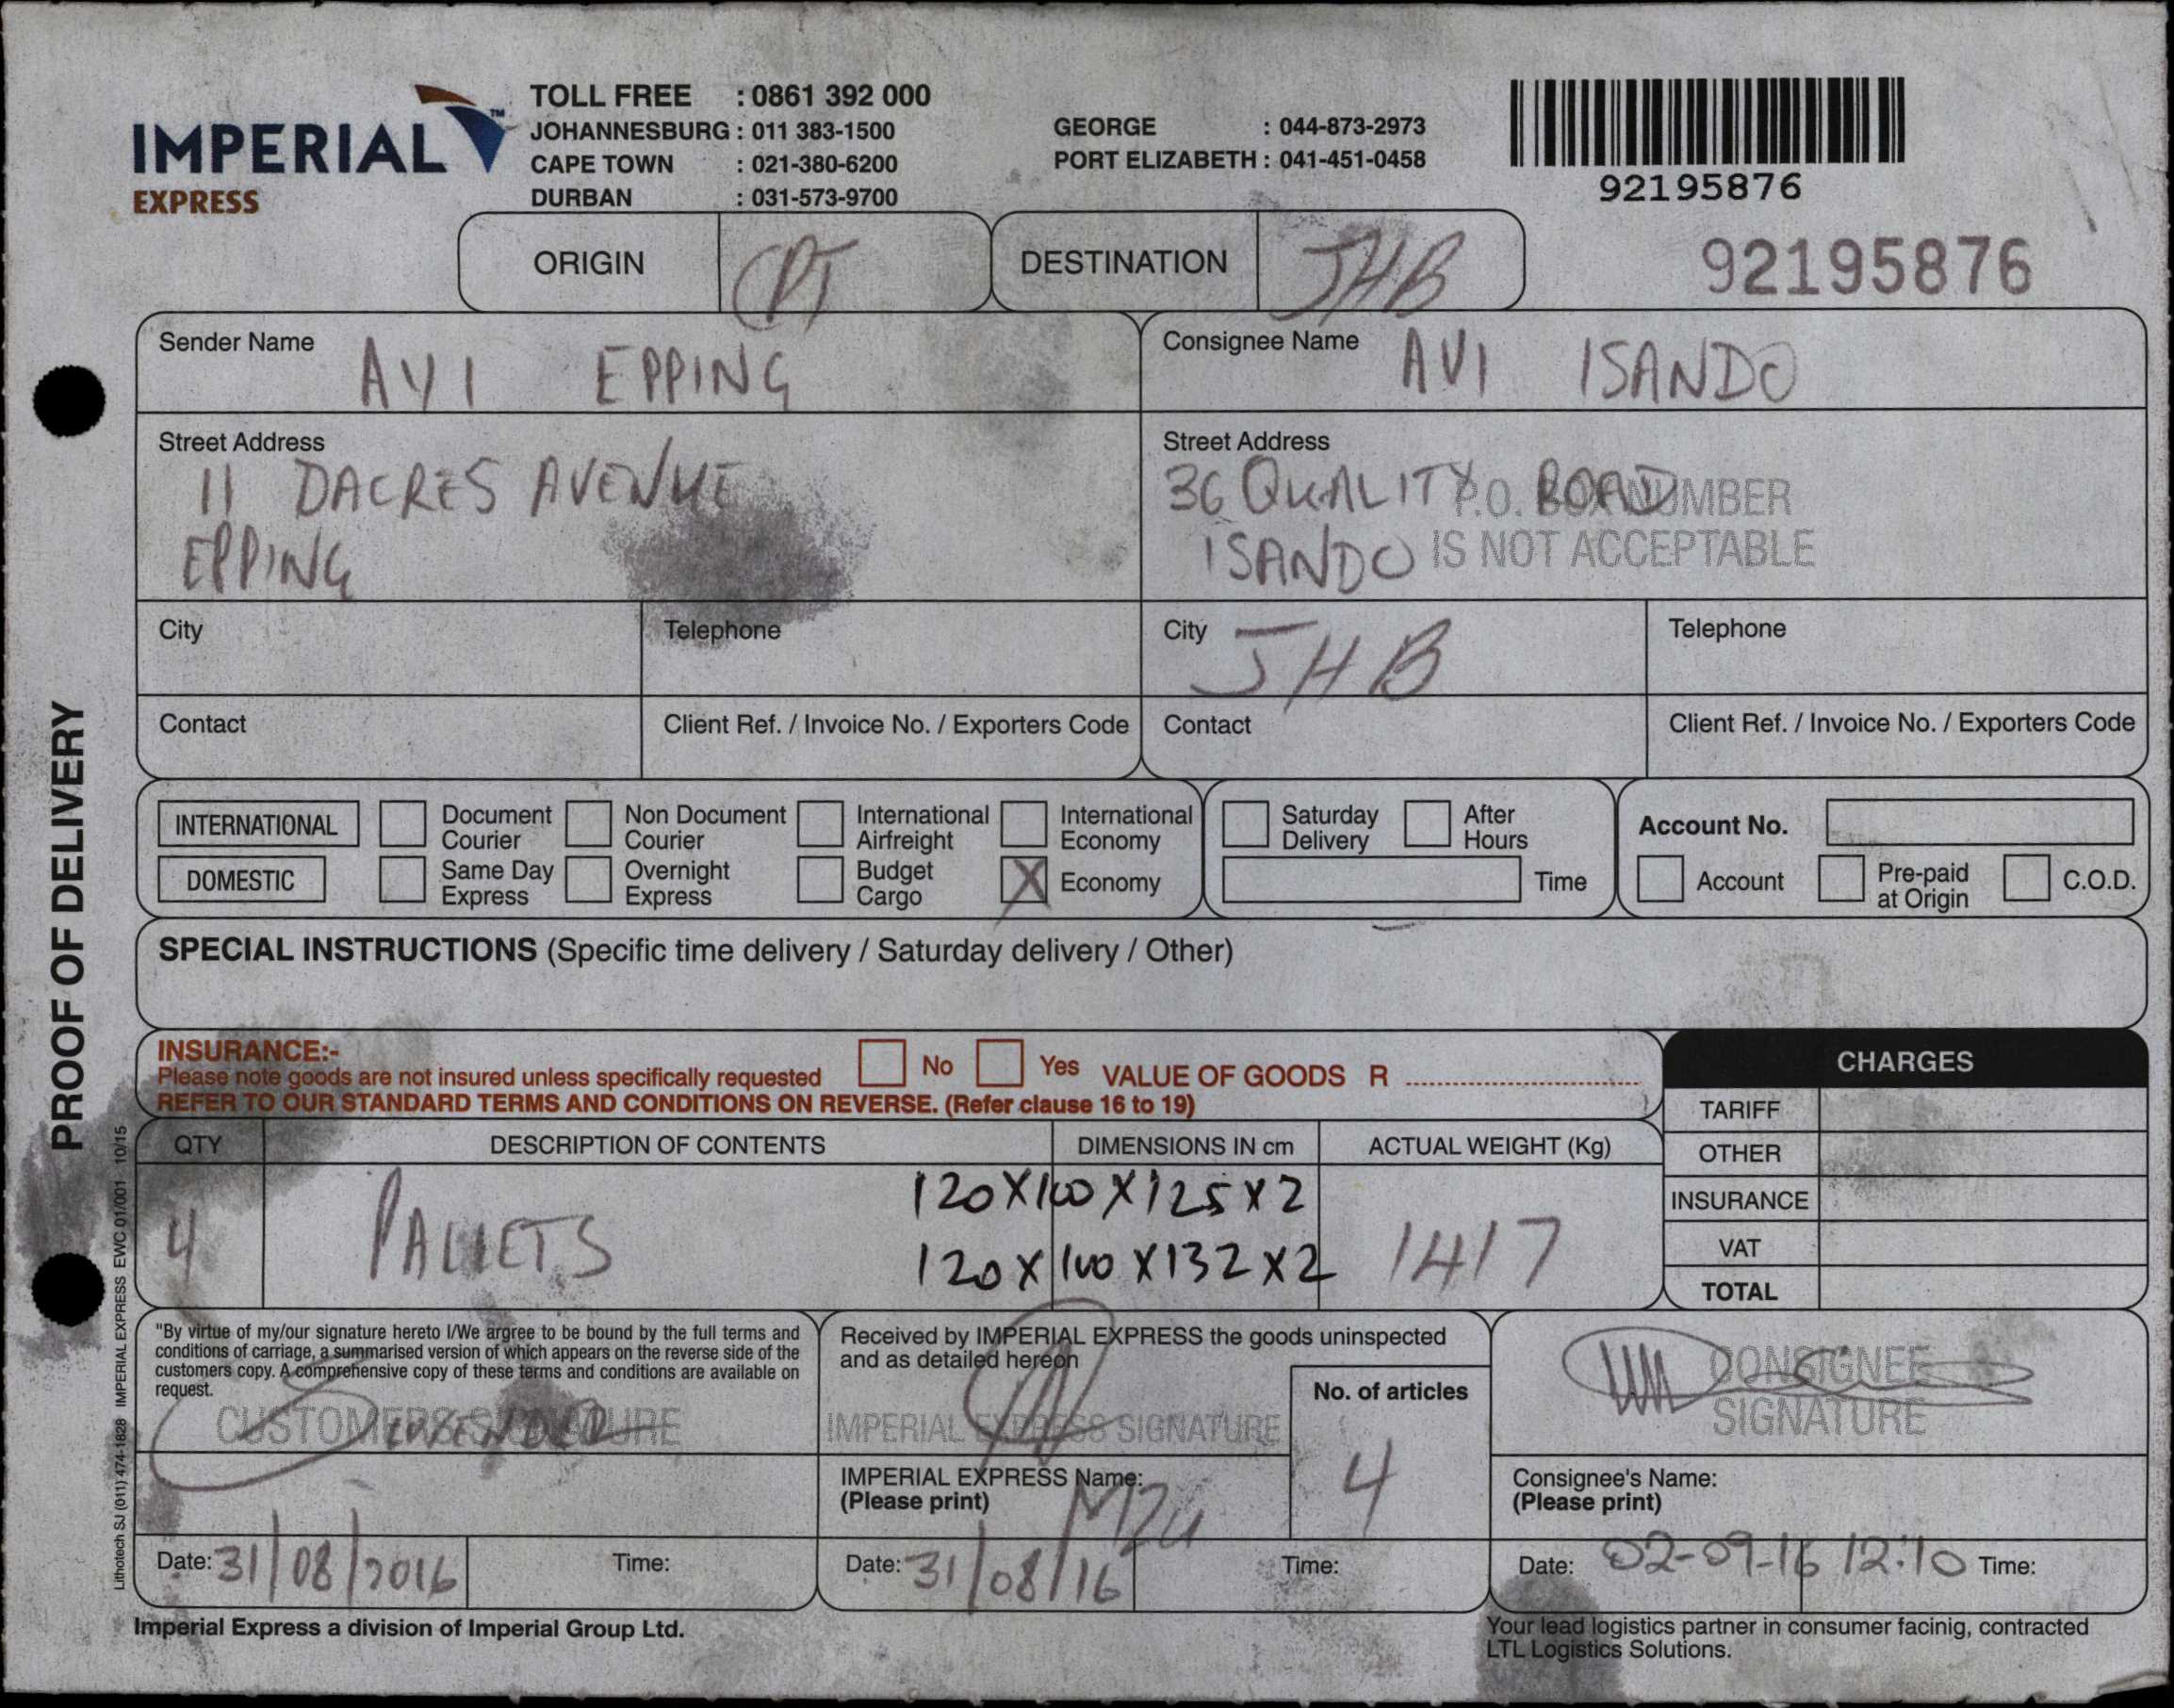 IMPERIAL™
EXPRESS
TOLL FREE : 0861 392 000
JOHANNESBURG : 011 383-1500
CAPE TOWN : 021-380-6200
DURBAN : 031-573-9700
GEORGE : 044-873-2973
PORT ELIZABETH : 041-451-0458
92195876
ORIGIN CPT DESTINATION JHB
92195876
Sender Name AVI EPPING
Consignee Name AVI ISANDO
Street Address
11 DACRES AVENUE
EPPING
Street Address
36 QUALITY ROAD
ISANDO
P.O. BOX NUMBER
IS NOT ACCEPTABLE
City Telephone
City JHB Telephone
Contact Client Ref. / Invoice No. / Exporters Code
Contact Client Ref. / Invoice No. / Exporters Code
INTERNATIONAL Document Courier Non Document Courier International Airfreight International Economy
DOMESTIC Same Day Express Overnight Express Budget Cargo X Economy
Saturday Delivery After Hours
Time
Account No.
Account Pre-paid at Origin C.O.D.
SPECIAL INSTRUCTIONS (Specific time delivery / Saturday delivery / Other)
INSURANCE:-
Please note goods are not insured unless specifically requested No Yes VALUE OF GOODS R
REFER TO OUR STANDARD TERMS AND CONDITIONS ON REVERSE. (Refer clause 16 to 19)
CHARGES
TARIFF
OTHER
INSURANCE
VAT
TOTAL
QTY DESCRIPTION OF CONTENTS DIMENSIONS IN cm ACTUAL WEIGHT (Kg)
120X100X125X2
4 PALLETS 1417
120X100X132X2
"By virtue of my/our signature hereto I/We argree to be bound by the full terms and
conditions of carriage, a summarised version of which appears on the reverse side of the
customers copy. A comprehensive copy of these terms and conditions are available on
request.
CUSTOMERS SIGNATURE
Received by IMPERIAL EXPRESS the goods uninspected
and as detailed hereon
IMPERIAL EXPRESS SIGNATURE
No. of articles
4
CONSIGNEE
SIGNATURE
IMPERIAL EXPRESS Name:
(Please print)
Consignee's Name:
(Please print)
Date: 31/08/2016 Time:
Date: 31/08/16 Time:
Date: 02-09-16 12:10 Time:
Imperial Express a division of Imperial Group Ltd.
Your lead logistics partner in consumer facinig, contracted
LTL Logistics Solutions.
PROOF OF DELIVERY
Lithotech SJ (011) 474-1828 IMPERIAL EXPRESS EWC 01/001 10/15